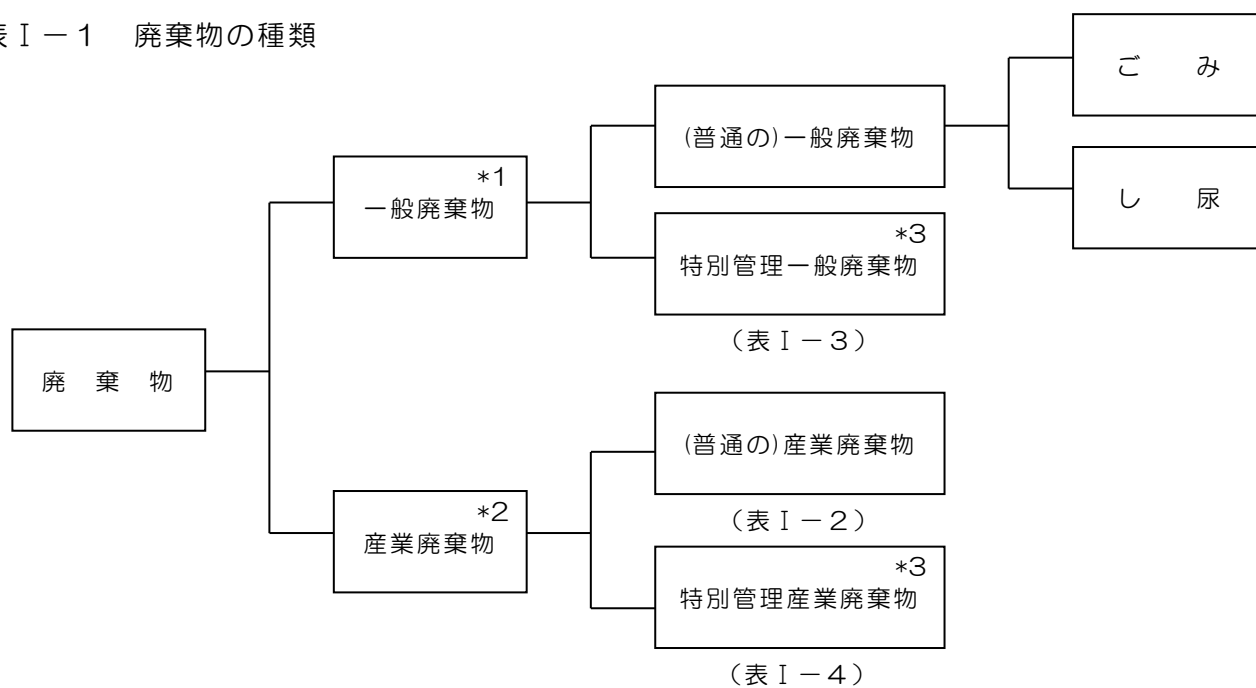 表Ⅰ－１　廃棄物の種類
ご　み
(普通の)一般廃棄物
*1
一般廃棄物
し　尿
*3
特別管理一般廃棄物
（表Ⅰ－３）
廃　棄　物
(普通の)産業廃棄物
（表Ⅰ－２）
*2
産業廃棄物
*3
特別管理産業廃棄物
（表Ⅰ－４）